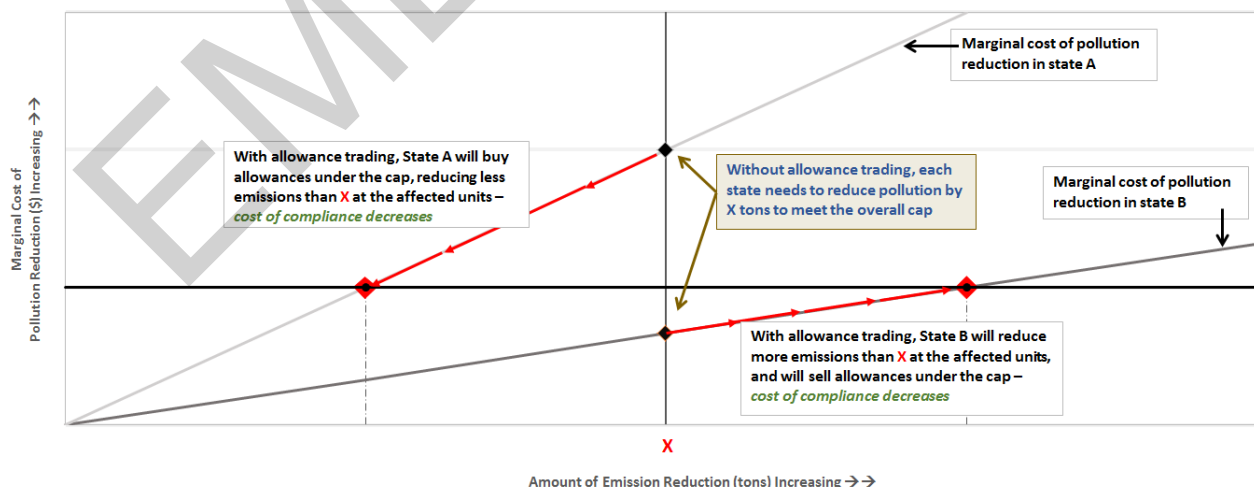 EM
Marginal cost of pollution
reduction in state A
With allowance trading, State A will buy
allowances under the cap, reducing less
emissions than X at the affected units –
cost of compliance decreases
Without allowance trading, each
state needs to reduce pollution by
X tons to meet the overall cap
Marginal cost of pollution
reduction in state B
Marginal Cost of
Pollution Reduction ($) Increasing →→
With allowance trading, State B will reduce
more emissions than X at the affected units,
and will sell allowances under the cap –
cost of compliance decreases
X
Amount of Emission Reduction (tons) Increasing →→